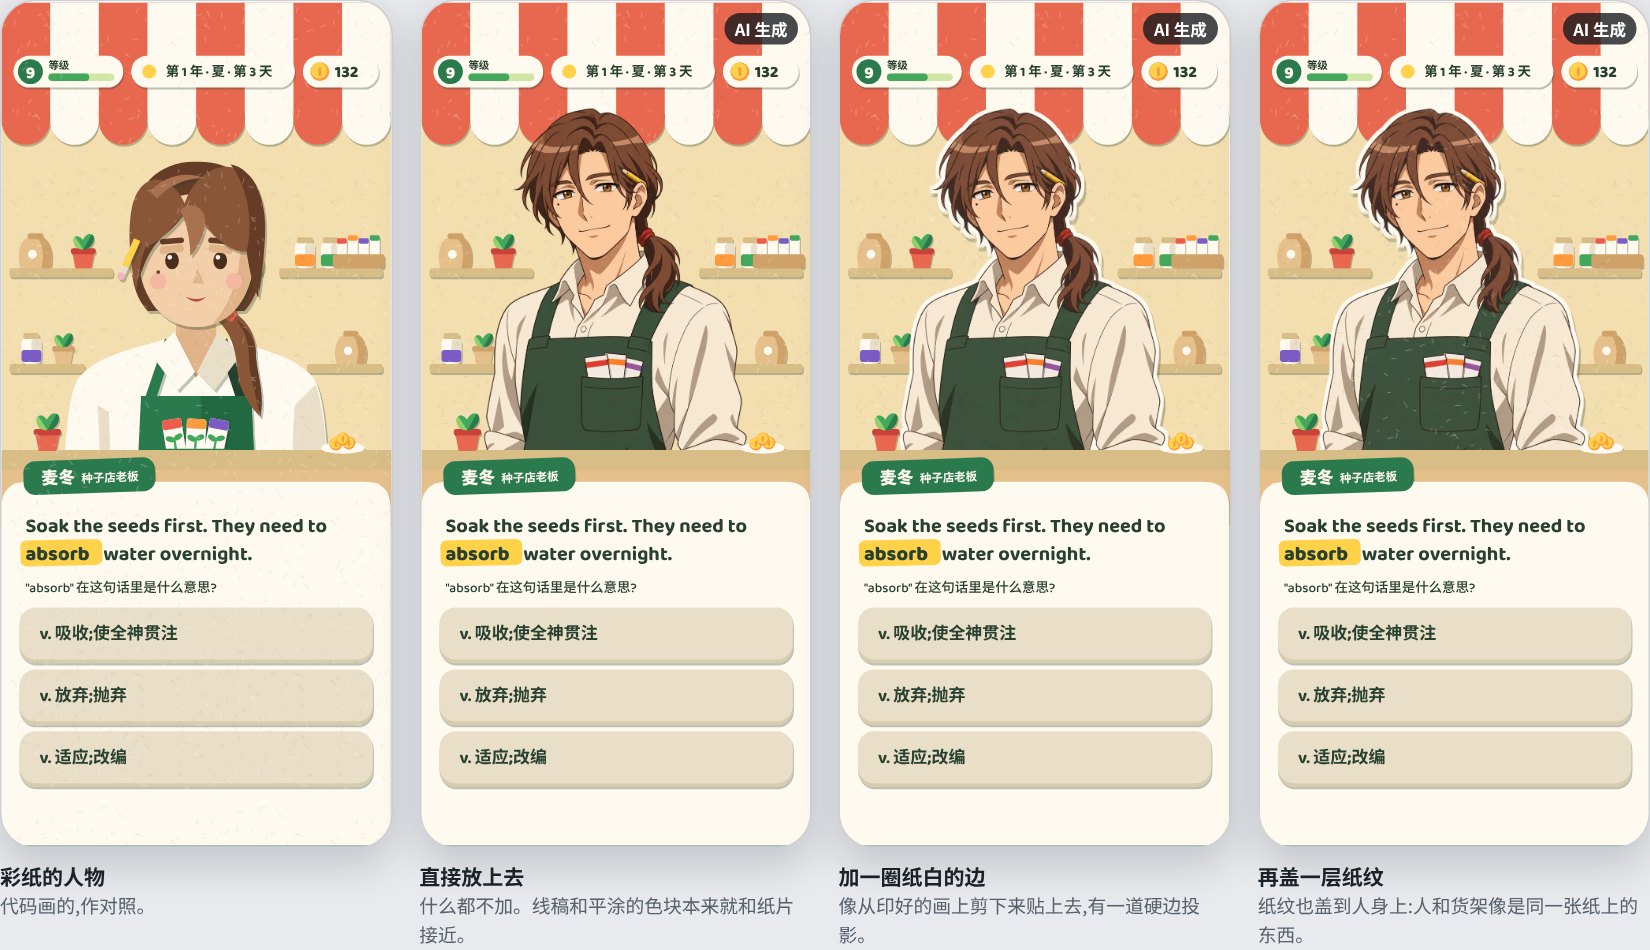 9 等级 第1年·夏·第3天 132
麦冬 种子店老板
Soak the seeds first. They need to
absorb water overnight.
"absorb" 在这句话里是什么意思?
v. 吸收;使全神贯注
v. 放弃;抛弃
v. 适应;改编
彩纸的人物
代码画的,作对照。
AI 生成
9 等级 第1年·夏·第3天 132
麦冬 种子店老板
Soak the seeds first. They need to
absorb water overnight.
"absorb" 在这句话里是什么意思?
v. 吸收;使全神贯注
v. 放弃;抛弃
v. 适应;改编
直接放上去
什么都不加。线稿和平涂的色块本来就和纸片
接近。
AI 生成
9 等级 第1年·夏·第3天 132
麦冬 种子店老板
Soak the seeds first. They need to
absorb water overnight.
"absorb" 在这句话里是什么意思?
v. 吸收;使全神贯注
v. 放弃;抛弃
v. 适应;改编
加一圈纸白的边
像从印好的画上剪下来贴上去,有一道硬边投
影。
AI 生成
9 等级 第1年·夏·第3天 132
麦冬 种子店老板
Soak the seeds first. They need to
absorb water overnight.
"absorb" 在这句话里是什么意思?
v. 吸收;使全神贯注
v. 放弃;抛弃
v. 适应;改编
再盖一层纸纹
纸纹也盖到人身上:人和货架像是同一张纸上的
东西。